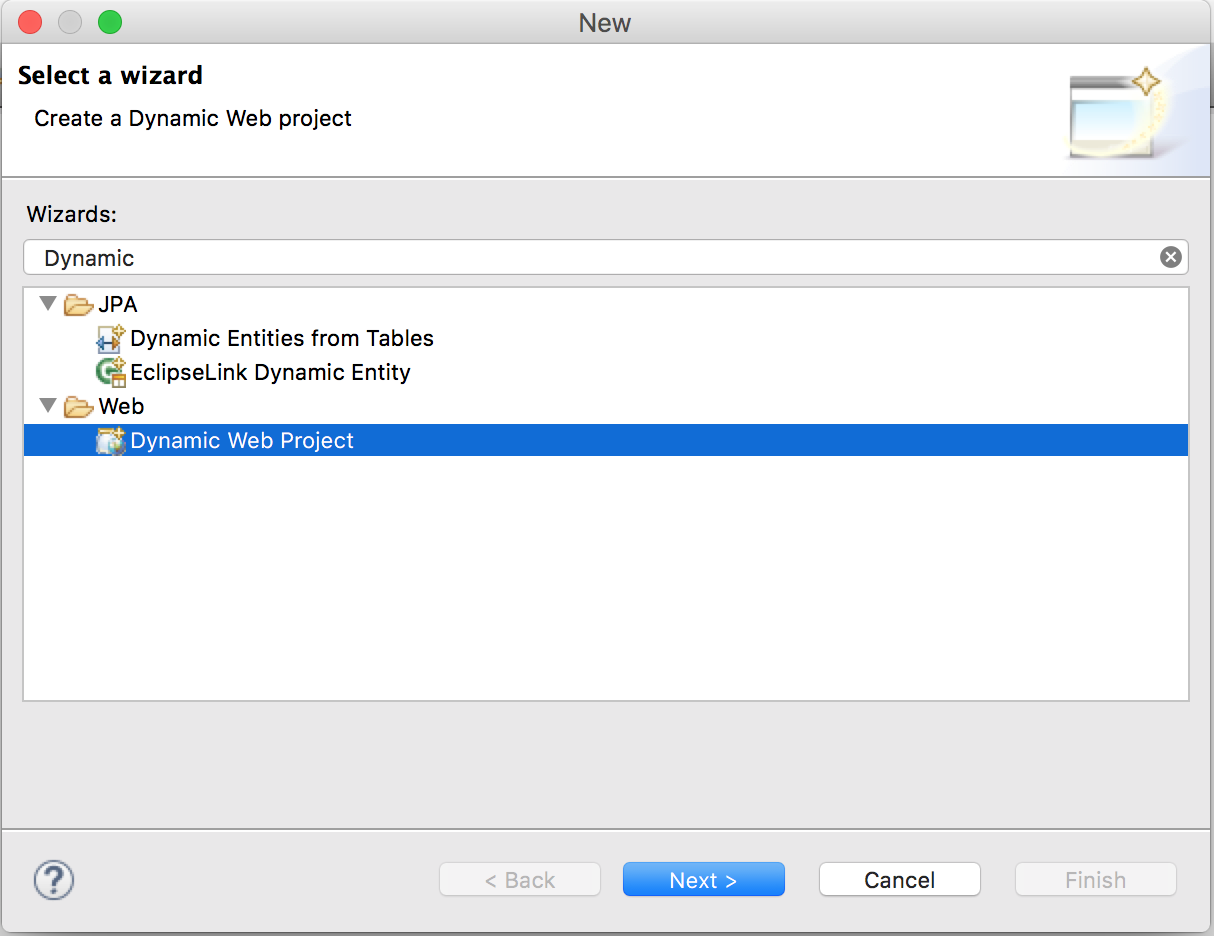 New
Select a wizard
Create a Dynamic Web project
Wizards:
Dynamic
JPA
Dynamic Entities from Tables
EclipseLink Dynamic Entity
Web
Dynamic Web Project
?
< Back
Next >
Cancel
Finish